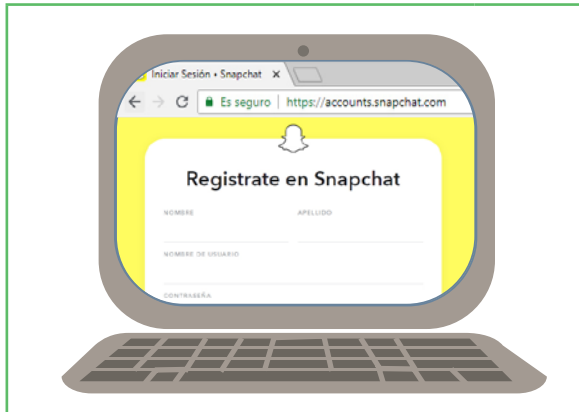 Iniciar Sesión • Snapchat x
Es seguro | https://accounts.snapchat.com
Registrate en Snapchat
NOMBRE APELLIDO
NOMBRE DE USUARIO
CONTRASEÑA